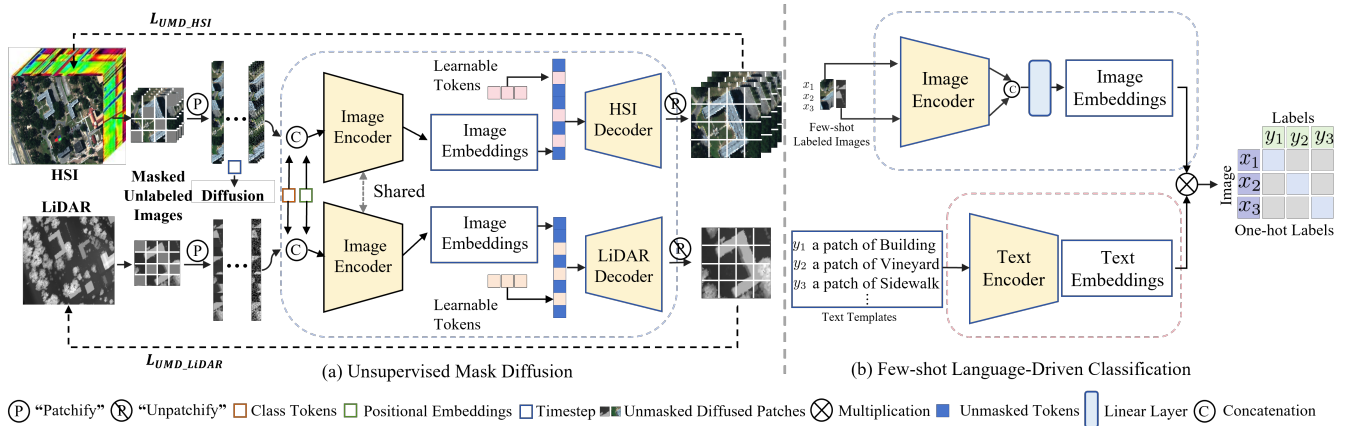 L_UMD_HSI
HSI
Masked
Unlabeled
Images
P
Diffusion
LiDAR
P
C
C
Image
Encoder
Shared
Image
Encoder
Learnable
Tokens
Image
Embeddings
Image
Embeddings
Learnable
Tokens
HSI
Decoder
LiDAR
Decoder
P
P
L_UMD_LiDAR
(a) Unsupervised Mask Diffusion
x1
x2
x3
Few-shot
Labeled Images
Image
Encoder
C
Image
Embeddings
y1 a patch of Building
y2 a patch of Vineyard
y3 a patch of Sidewalk
⋮
Text Templates
Text
Encoder
Text
Embeddings
Labels
y1 y2 y3
Image
x1
x2
x3
One-hot Labels
(b) Few-shot Language-Driven Classification
P "Patchify"
P "Unpatchify"
Class Tokens
Positional Embeddings
Timestep
Unmasked Diffused Patches
Multiplication
Unmasked Tokens
Linear Layer
C Concatenation